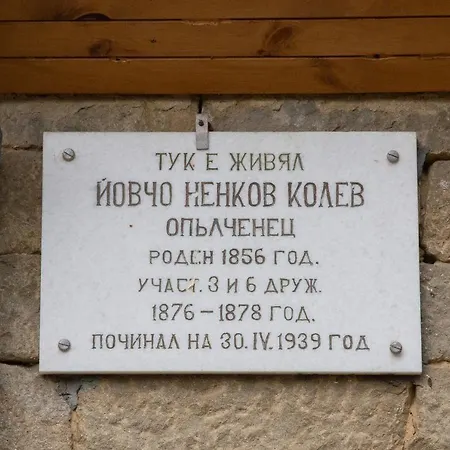 ТУК Е ЖИВЯЛ
ЙОВЧО НЕНКОВ КОЛЕВ
ОПЪЛЧЕНЕЦ
РОДЕН 1856 ГОД.
УЧАСТ. 3 И 6 ДРУЖ.
1876 – 1878 ГОД.
ПОЧИНАЛ НА 30. IV. 1939 ГОД